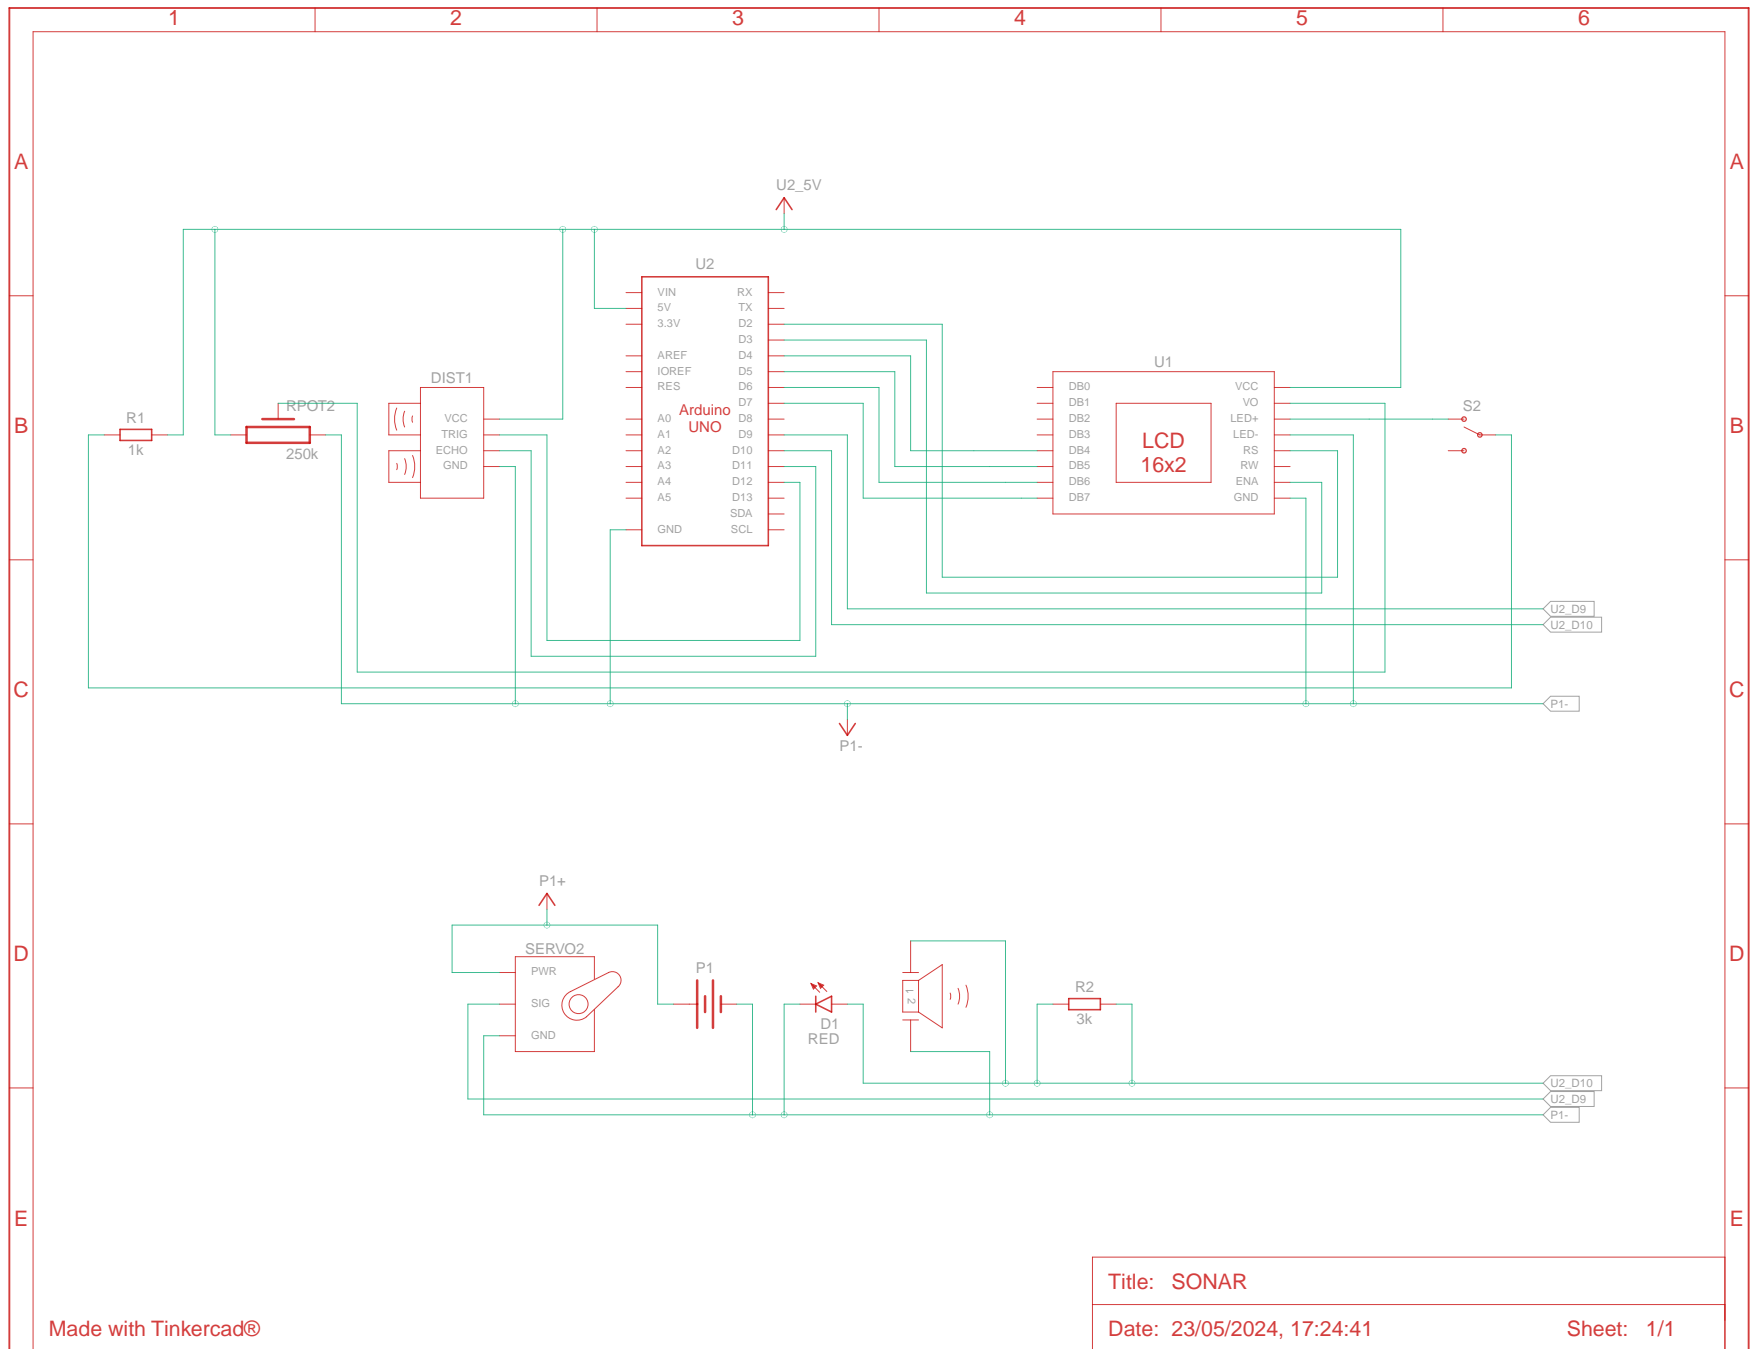 1 2 3 4 5 6
A A
U2_5V
U2
VIN RX
5V TX
3.3V D2
D3
AREF D4
IOREF D5
RES D6
D7
A0 D8
A1 D9
A2 D10
A3 D11
A4 D12
A5 D13
SDA
GND SCL
Arduino
UNO
U1
DB0 VCC
DB1 VO
DB2 LED+
DB3 LED-
DB4 RS
DB5 RW
DB6 ENA
DB7 GND
LCD
16x2
DIST1
VCC
TRIG
ECHO
GND
B B
R1
1k
RPOT2
250k
S2
U2_D9
U2_D10
C C
P1-
P1-
P1+
D D
SERVO2
PWR
SIG
GND
P1
D1
RED
1
2
R2
3k
U2_D10
U2_D9
P1-
E E
Title: SONAR
Made with Tinkercad®
Date: 23/05/2024, 17:24:41 Sheet: 1/1